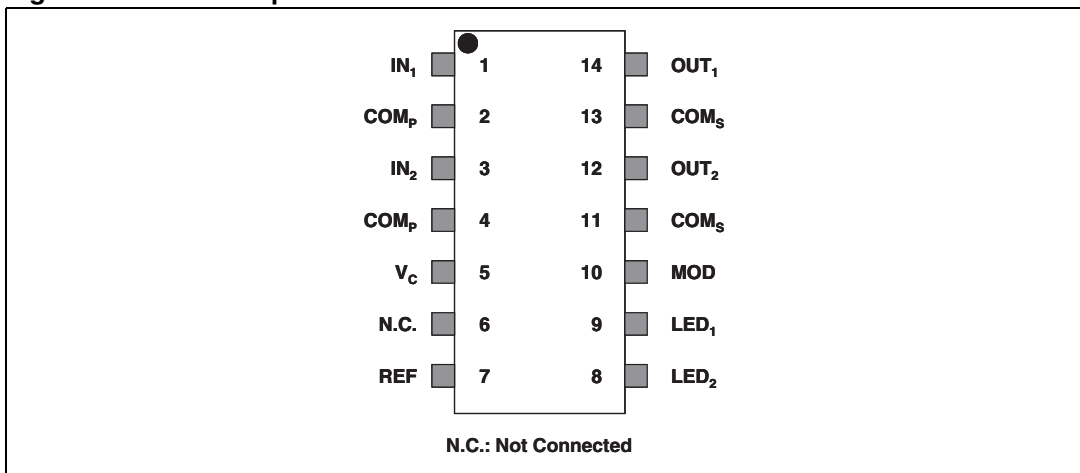 IN₁ 1 14 OUT₁
COMₚ 2 13 COMₛ
IN₂ 3 12 OUT₂
COMₚ 4 11 COMₛ
V_C 5 10 MOD
N.C. 6 9 LED₁
REF 7 8 LED₂
N.C.: Not Connected